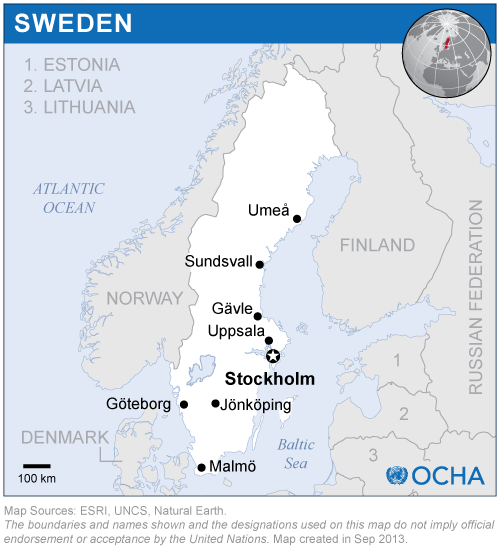 SWEDEN
1. ESTONIA
2. LATVIA
3. LITHUANIA
ATLANTIC
OCEAN
Umeå
FINLAND
RUSSIAN FEDERATION
Sundsvall
NORWAY
Gävle
Uppsala
1
Stockholm
Göteborg
Jönköping
2
DENMARK
Baltic
Sea
3
Malmö
100 km
OCHA
Map Sources: ESRI, UNCS, Natural Earth.
The boundaries and names shown and the designations used on this map do not imply official
endorsement or acceptance by the United Nations. Map created in Sep 2013.